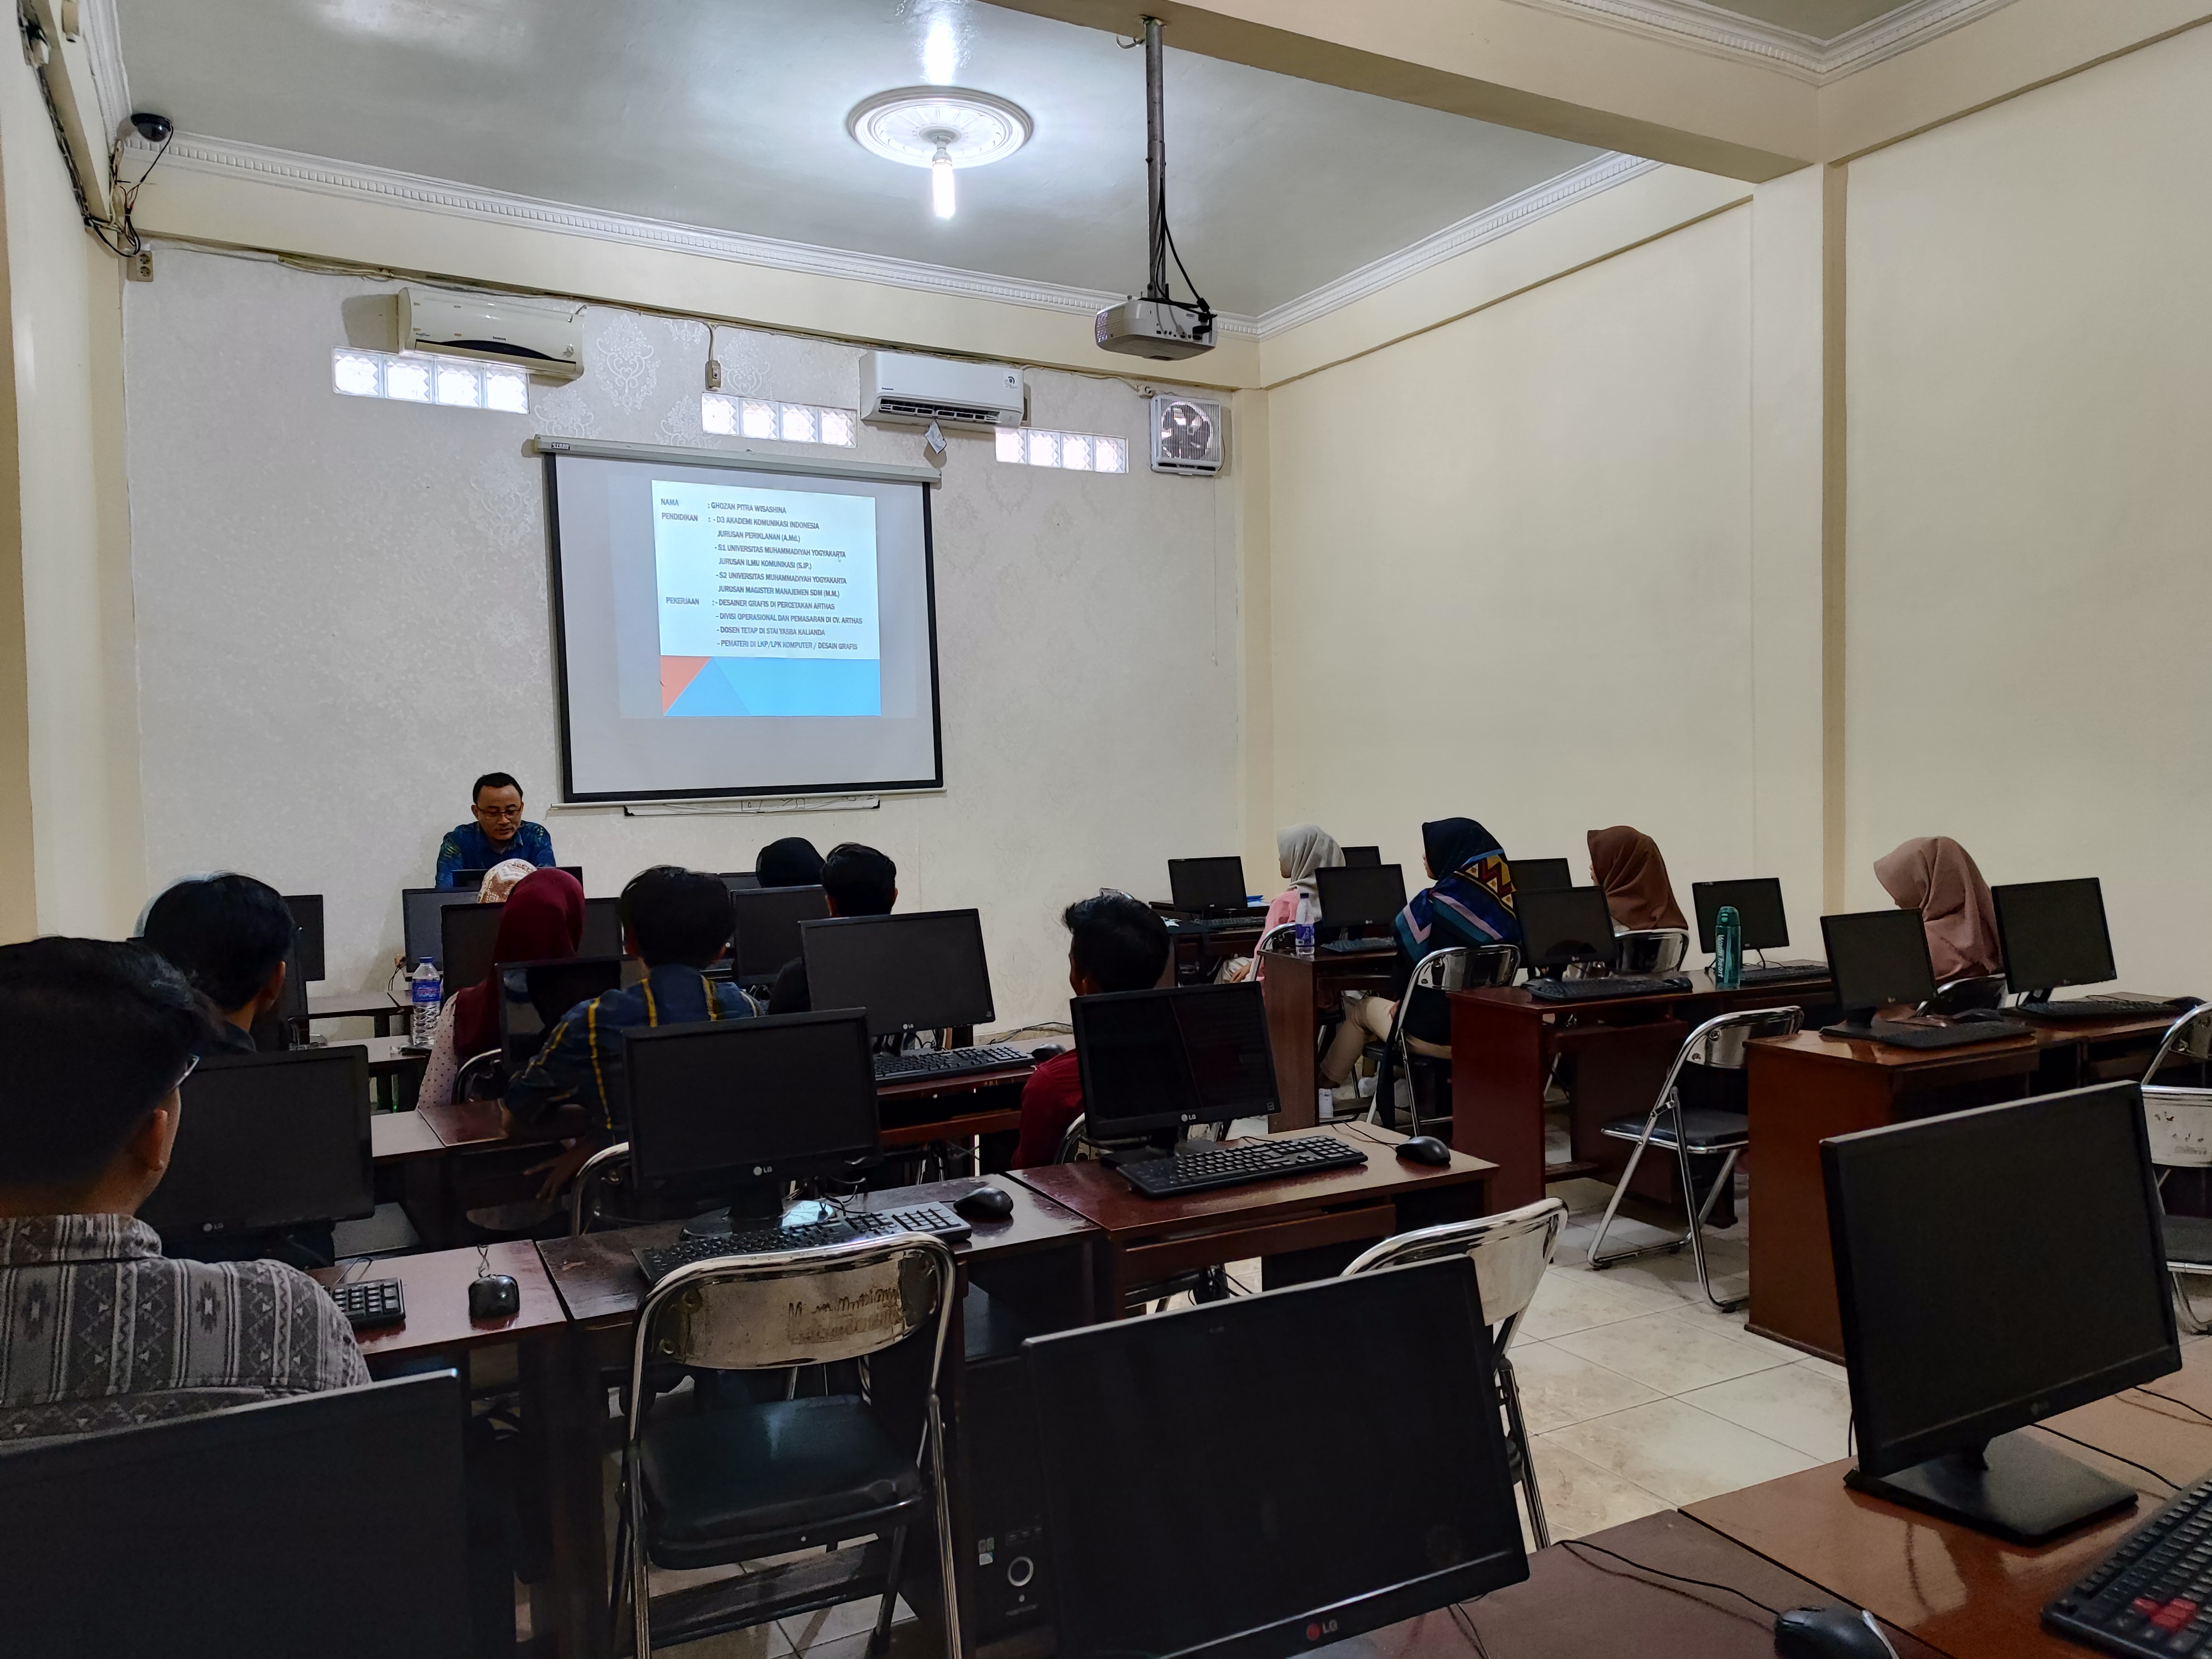 NAMA : GHOZAN PITRA WISASHINA
PENDIDIKAN : - D3 AKADEMI KOMUNIKASI INDONESIA
JURUSAN PERIKLANAN (A.Md.)
- S1 UNIVERSITAS MUHAMMADIYAH YOGYAKARTA
JURUSAN ILMU KOMUNIKASI (S.IP.)
- S2 UNIVERSITAS MUHAMMADIYAH YOGYAKARTA
JURUSAN MAGISTER MANAJEMEN SDM (M.M.)
PEKERJAAN : - DESAINER GRAFIS DI PERCETAKAN ARTHAS
- DIVISI OPERASIONAL DAN PEMASARAN DI CV. ARTHAS
- DOSEN TETAP DI STAI YASBA KALIANDA
- PEMATERI DI LKP/LPK KOMPUTER / DESAIN GRAFIS
LG
LG
LG
LG
LG